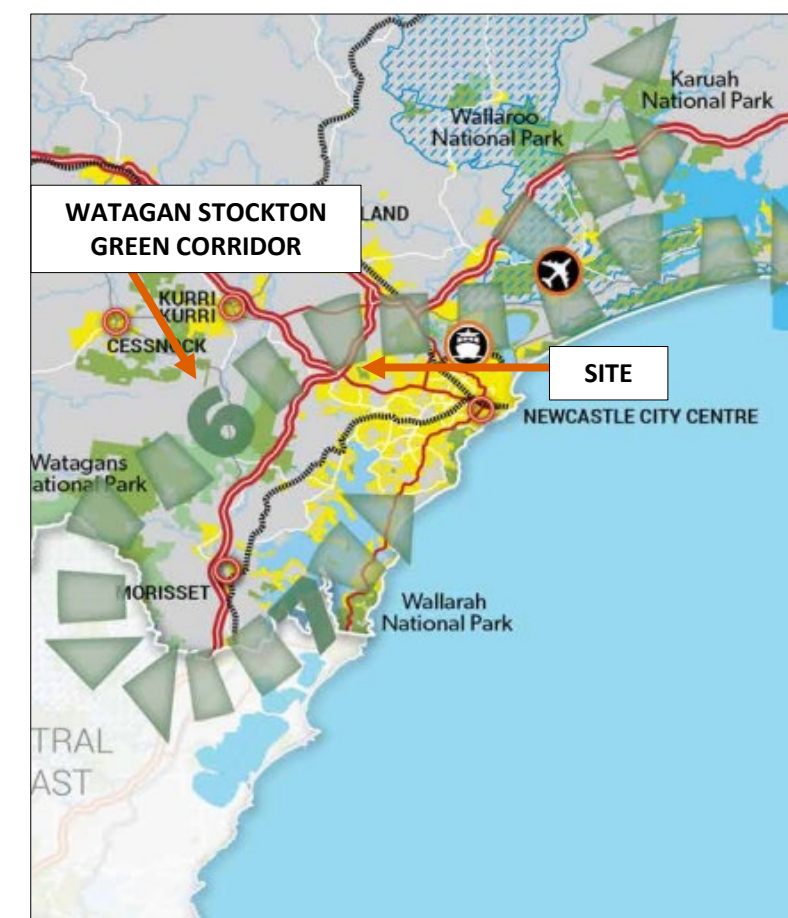 Karuah
National Park
Wallaroo
National Park
WATAGAN STOCKTON
GREEN CORRIDOR
LAND
KURRI
KURRI
CESSNOCK
SITE
NEWCASTLE CITY CENTRE
6
Watagans
ational Park
MORISSET
7
Wallarah
National Park
TRAL
AST